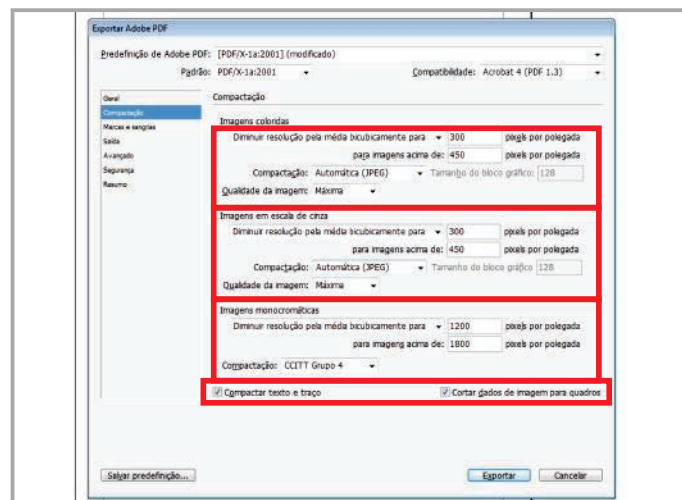 Exportar Adobe PDF
Predefinição de Adobe PDF: [PDF/X-1a:2001] (modificado)
Padrão: PDF/X-1a:2001 Compatibilidade: Acrobat 4 (PDF 1.3)
Geral
Compactação
Marcas e sangrias
Saída
Avançado
Segurança
Resumo
Compactação
Imagens coloridas
Diminuir resolução pela média bicubicamente para 300 pixels por polegada
para imagens acima de: 450 pixels por polegada
Compactação: Automática (JPEG) Tamanho do bloco gráfico: 128
Qualidade da imagem: Máxima
Imagens em escala de cinza
Diminuir resolução pela média bicubicamente para 300 pixels por polegada
para imagens acima de: 450 pixels por polegada
Compactação: Automática (JPEG) Tamanho do bloco gráfico 128
Qualidade da imagem: Máxima
Imagens monocromáticas
Diminuir resolução pela média bicubicamente para 1200 pixels por polegada
para imagens acima de: 1800 pixels por polegada
Compactação: CCITT Grupo 4
Compactar texto e traço Cortar dados de imagem para quadros
Salvar predefinição... Exportar Cancelar